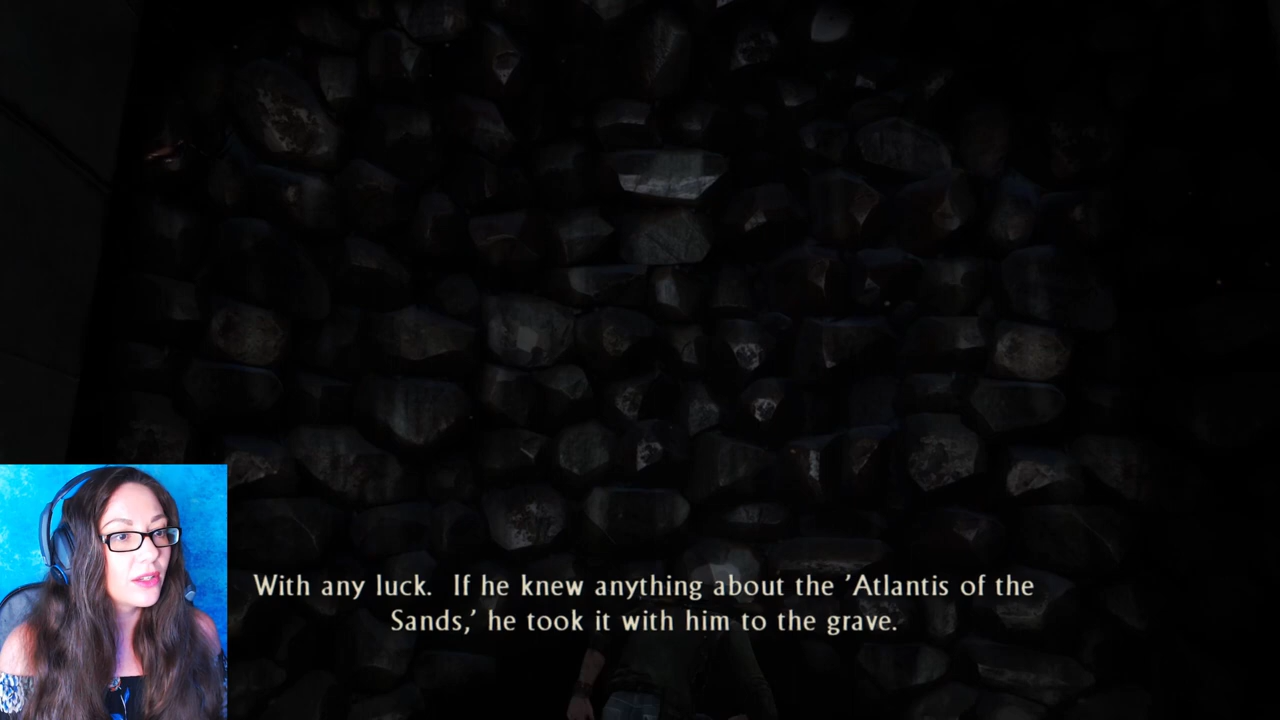 With any luck.  If he knew anything about the 'Atlantis of the
Sands,' he took it with him to the grave.